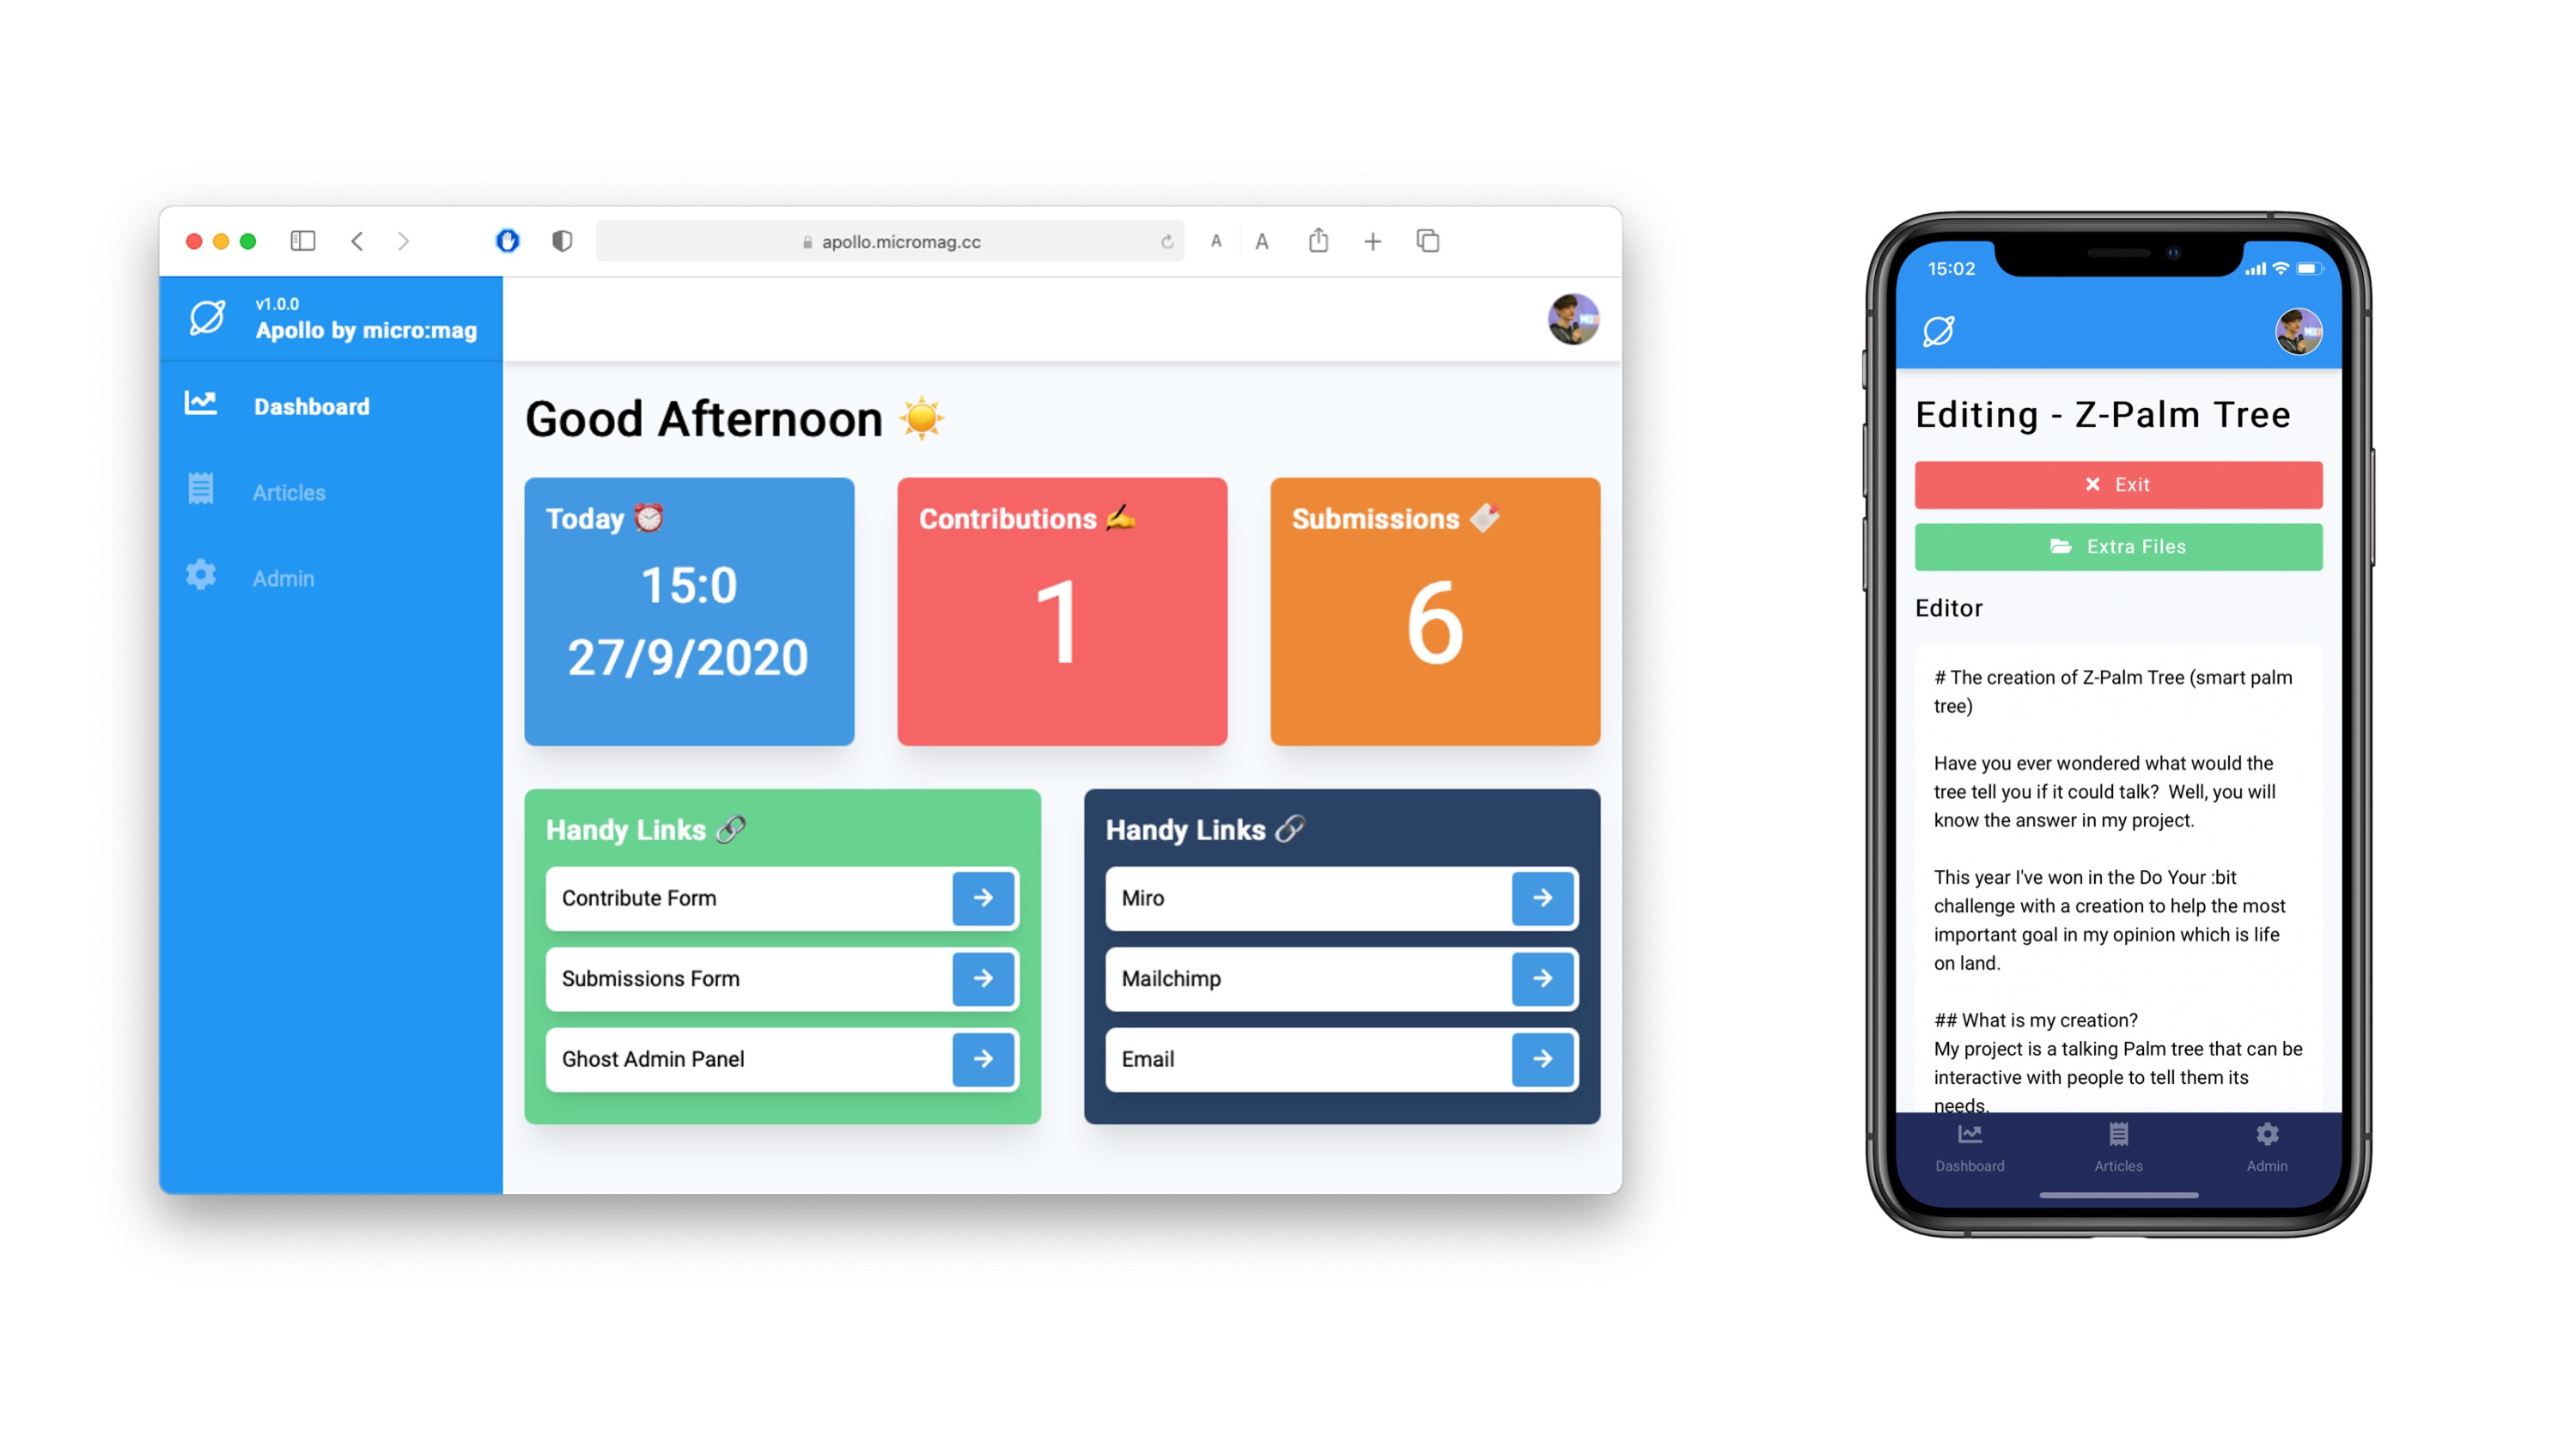 apollo.micromag.cc
A A
v1.0.0
Apollo by micro:mag
Dashboard
Articles
Admin
Good Afternoon
Today
15:0
27/9/2020
Contributions
1
Submissions
6
Handy Links
Contribute Form
Submissions Form
Ghost Admin Panel
Handy Links
Miro
Mailchimp
Email
15:02
Editing - Z-Palm Tree
Exit
Extra Files
Editor
# The creation of Z-Palm Tree (smart palm
tree)
Have you ever wondered what would the
tree tell you if it could talk? Well, you will
know the answer in my project.
This year I've won in the Do Your :bit
challenge with a creation to help the most
important goal in my opinion which is life
on land.
## What is my creation?
My project is a talking Palm tree that can be
interactive with people to tell them its
needs.
Dashboard
Articles
Admin